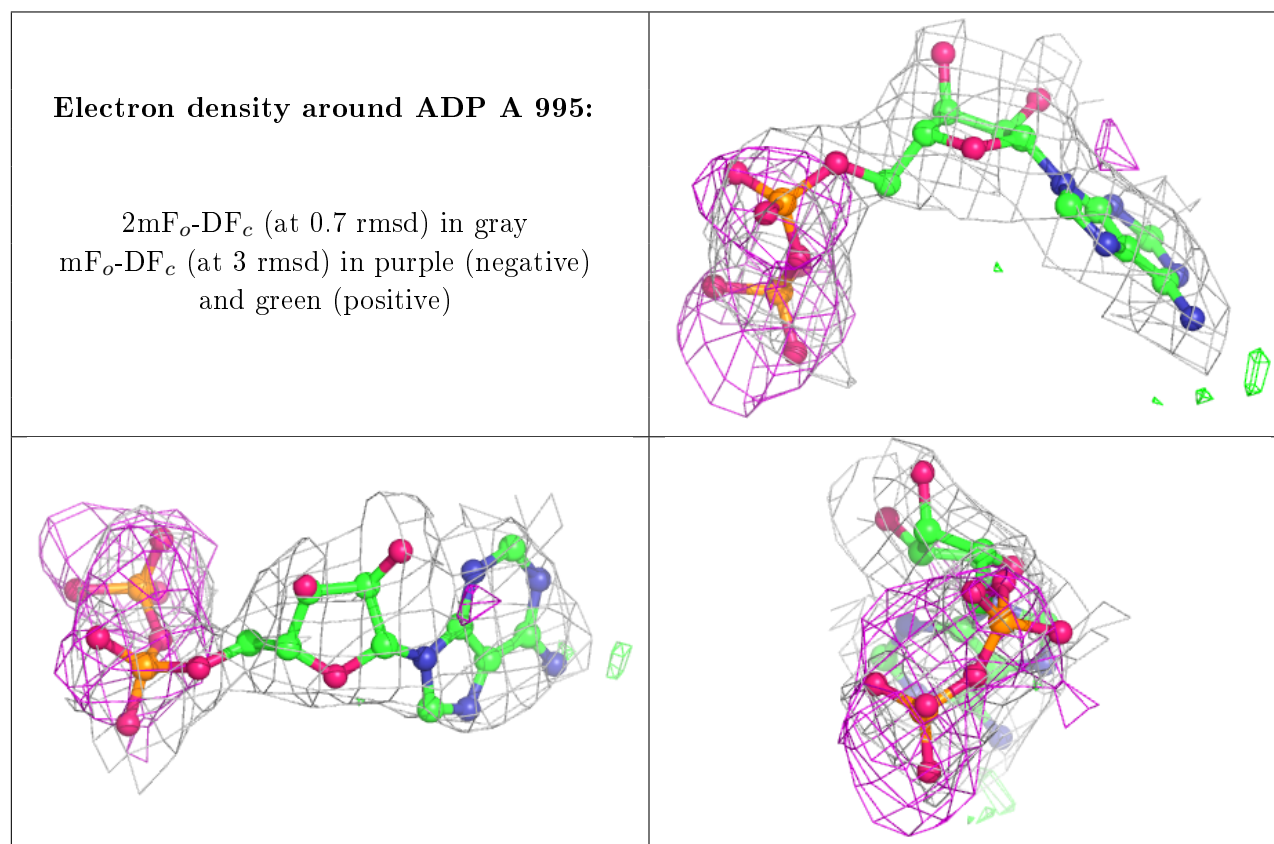 Electron density around ADP A 995:
2mFo-DFc (at 0.7 rmsd) in gray
mFo-DFc (at 3 rmsd) in purple (negative)
and green (positive)